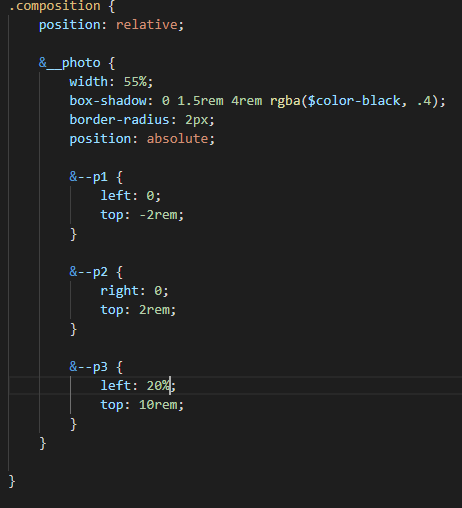 .composition {
    position: relative;

    &__photo {
        width: 55%;
        box-shadow: 0 1.5rem 4rem rgba($color-black, .4);
        border-radius: 2px;
        position: absolute;

        &--p1 {
            left: 0;
            top: -2rem;
        }

        &--p2 {
            right: 0;
            top: 2rem;
        }

        &--p3 {
            left: 20%;
            top: 10rem;
        }
    }

}